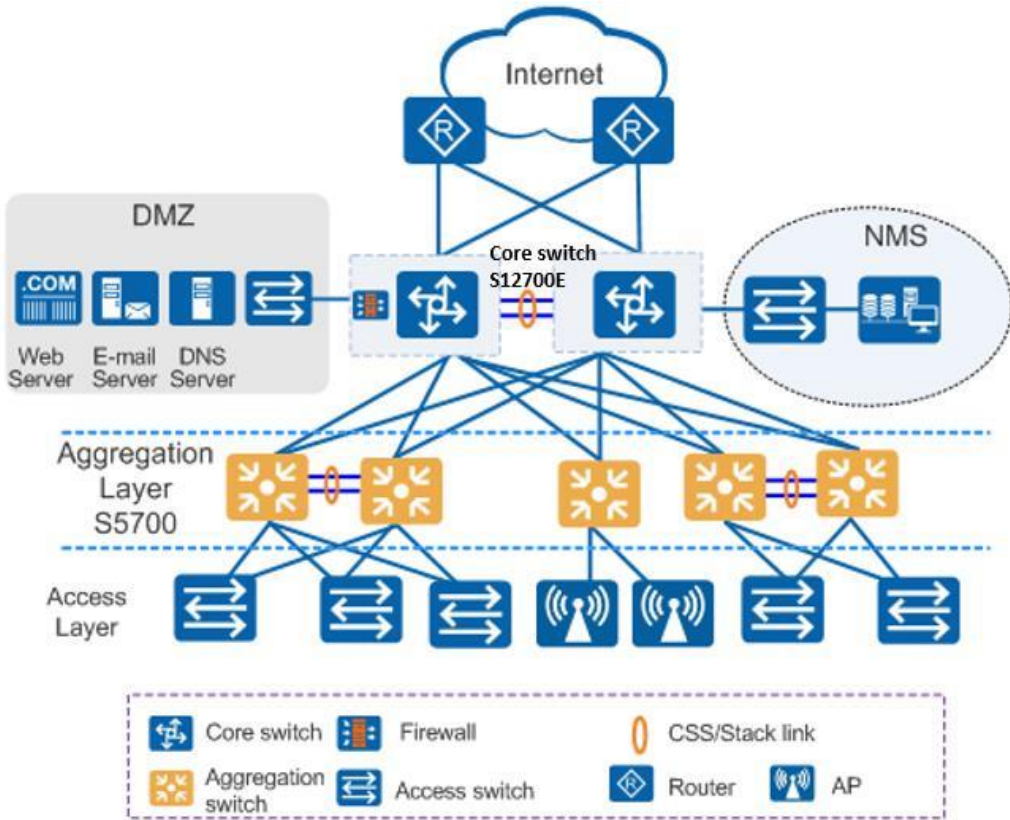 Internet
R
R
DMZ
Core switch
S12700E
NMS
.COM
Web
Server
E-mail
Server
DNS
Server
Aggregation
Layer
S5700
Access
Layer
Core switch
Firewall
CSS/Stack link
Aggregation
switch
Access switch
R
Router
AP